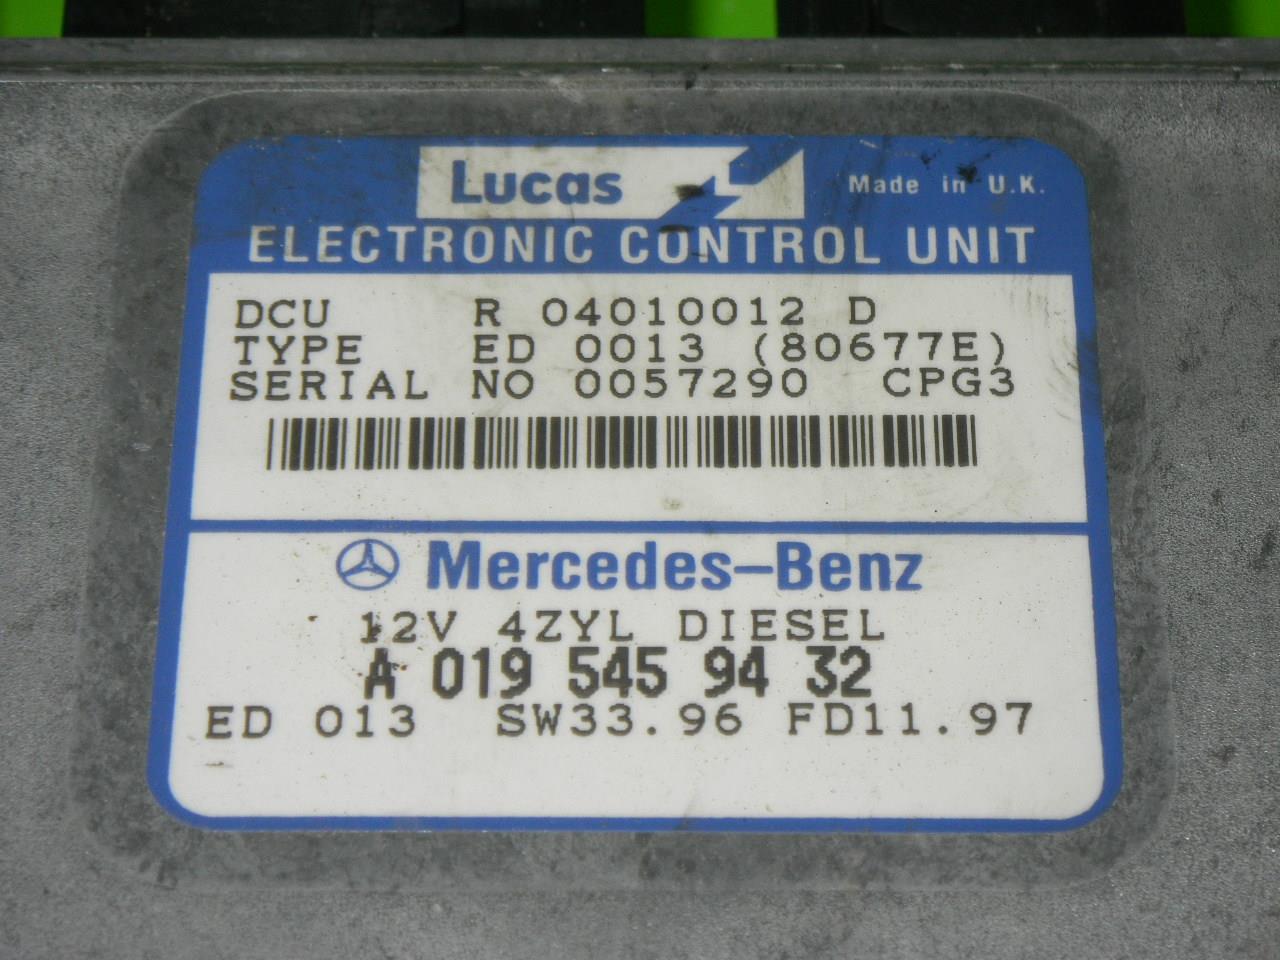 Lucas
Made in U.K.
ELECTRONIC CONTROL UNIT
DCU R 04010012 D
TYPE ED 0013 (80677E)
SERIAL NO 0057290 CPG3
Mercedes-Benz
12V 4ZYL DIESEL
A 019 545 94 32
ED 013 SW33.96 FD11.97